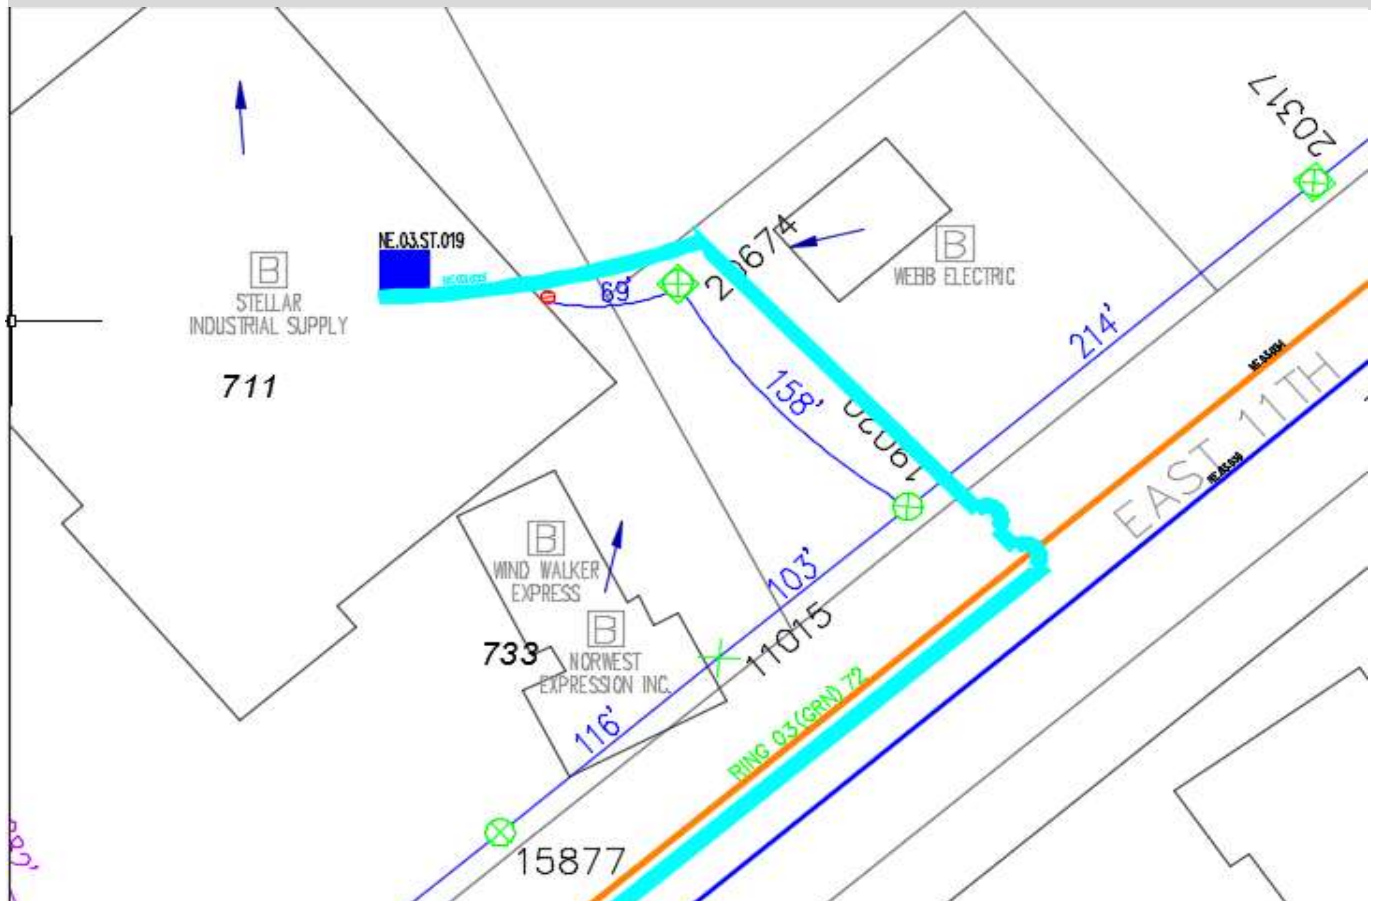 20317
NE.03.ST.019
20674
B
WEBB ELECTRIC
B
STELLAR
INDUSTRIAL SUPPLY
69'
214'
711
158'
19020
EAST 11TH
B
WIND WALKER
EXPRESS
103'
11015
B
733
NORWEST
EXPRESSION INC.
RING 03(GRN) 72
116'
15877